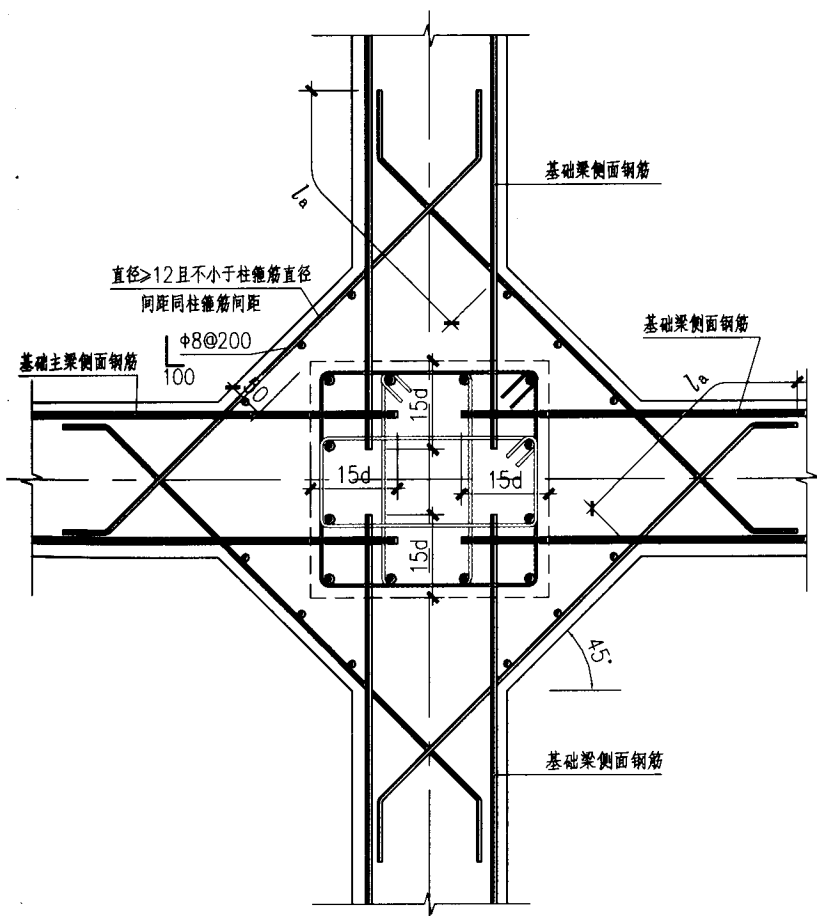 基础梁侧面钢筋
la
直径≥12且不小于柱箍筋直径
间距同柱箍筋间距
Φ8@200
100
基础主梁侧面钢筋
50
基础梁侧面钢筋
la
15d
15d
15d
15d
45°
基础梁侧面钢筋